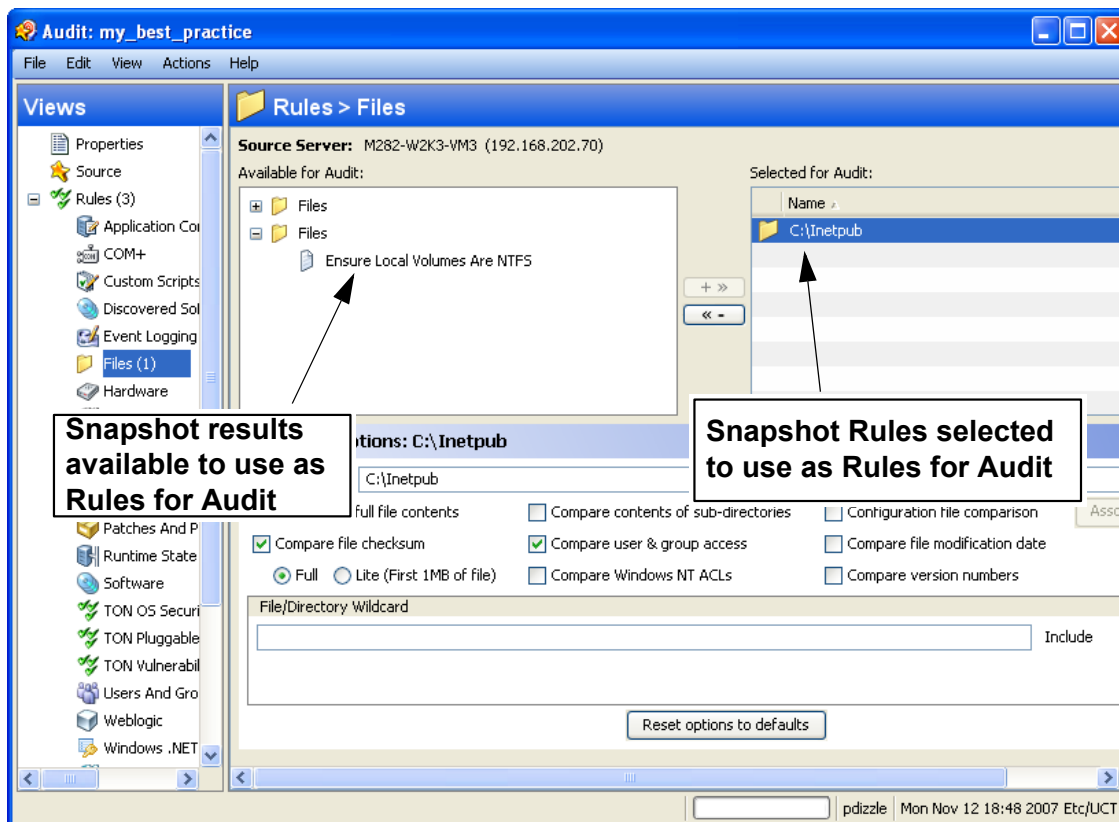 Audit: my_best_practice
File Edit View Actions Help
Views
Properties
Source
Rules (3)
Application Co
COM+
Custom Scripts
Discovered Sol
Event Logging
Files (1)
Hardware
Patches And P
Runtime State
Software
TON OS Securi
TON Pluggable
TON Vulnerabil
Users And Gro
Weblogic
Windows .NET
Rules > Files
Source Server: M282-W2K3-VM3 (192.168.202.70)
Available for Audit:
Files
Files
Ensure Local Volumes Are NTFS
+ »
« -
Selected for Audit:
Name
C:\Inetpub
Snapshot results
available to use as
Rules for Audit
Snapshot Rules selected
to use as Rules for Audit
tions: C:\Inetpub
C:\Inetpub
full file contents Compare contents of sub-directories Configuration file comparison Asso
Compare file checksum Compare user & group access Compare file modification date
Full Lite (First 1MB of file) Compare Windows NT ACLs Compare version numbers
File/Directory Wildcard
Include
Reset options to defaults
pdizzle Mon Nov 12 18:48 2007 Etc/UCT